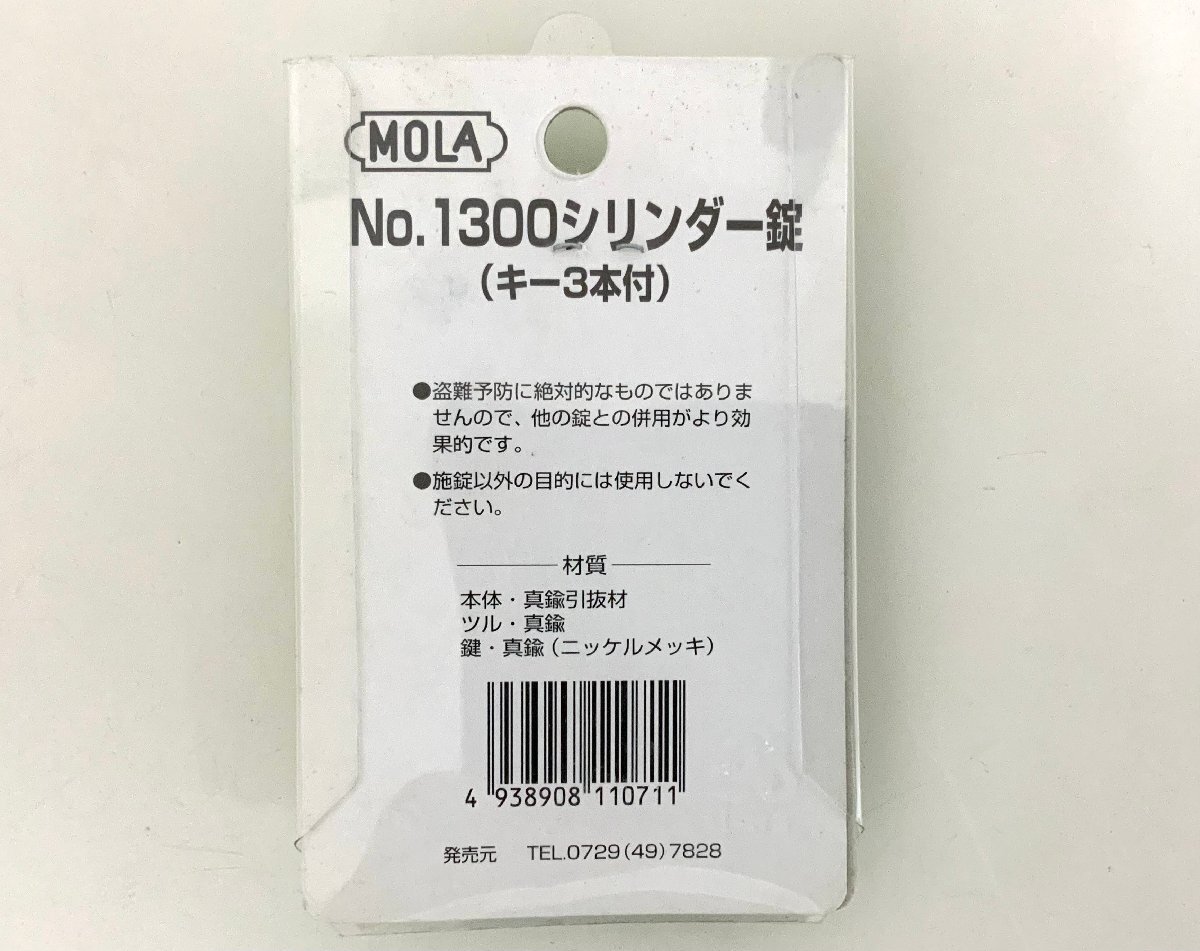 MOLA
No.1300シリンダー錠
（キー3本付）
●盗難予防に絶対的なものではありま
せんので、他の錠との併用がより効
果的です。
●施錠以外の目的には使用しないでく
ださい。
材質
本体・真鍮引抜材
ツル・真鍮
鍵・真鍮（ニッケルメッキ）
4 938908 110711
発売元 TEL.0729(49)7828